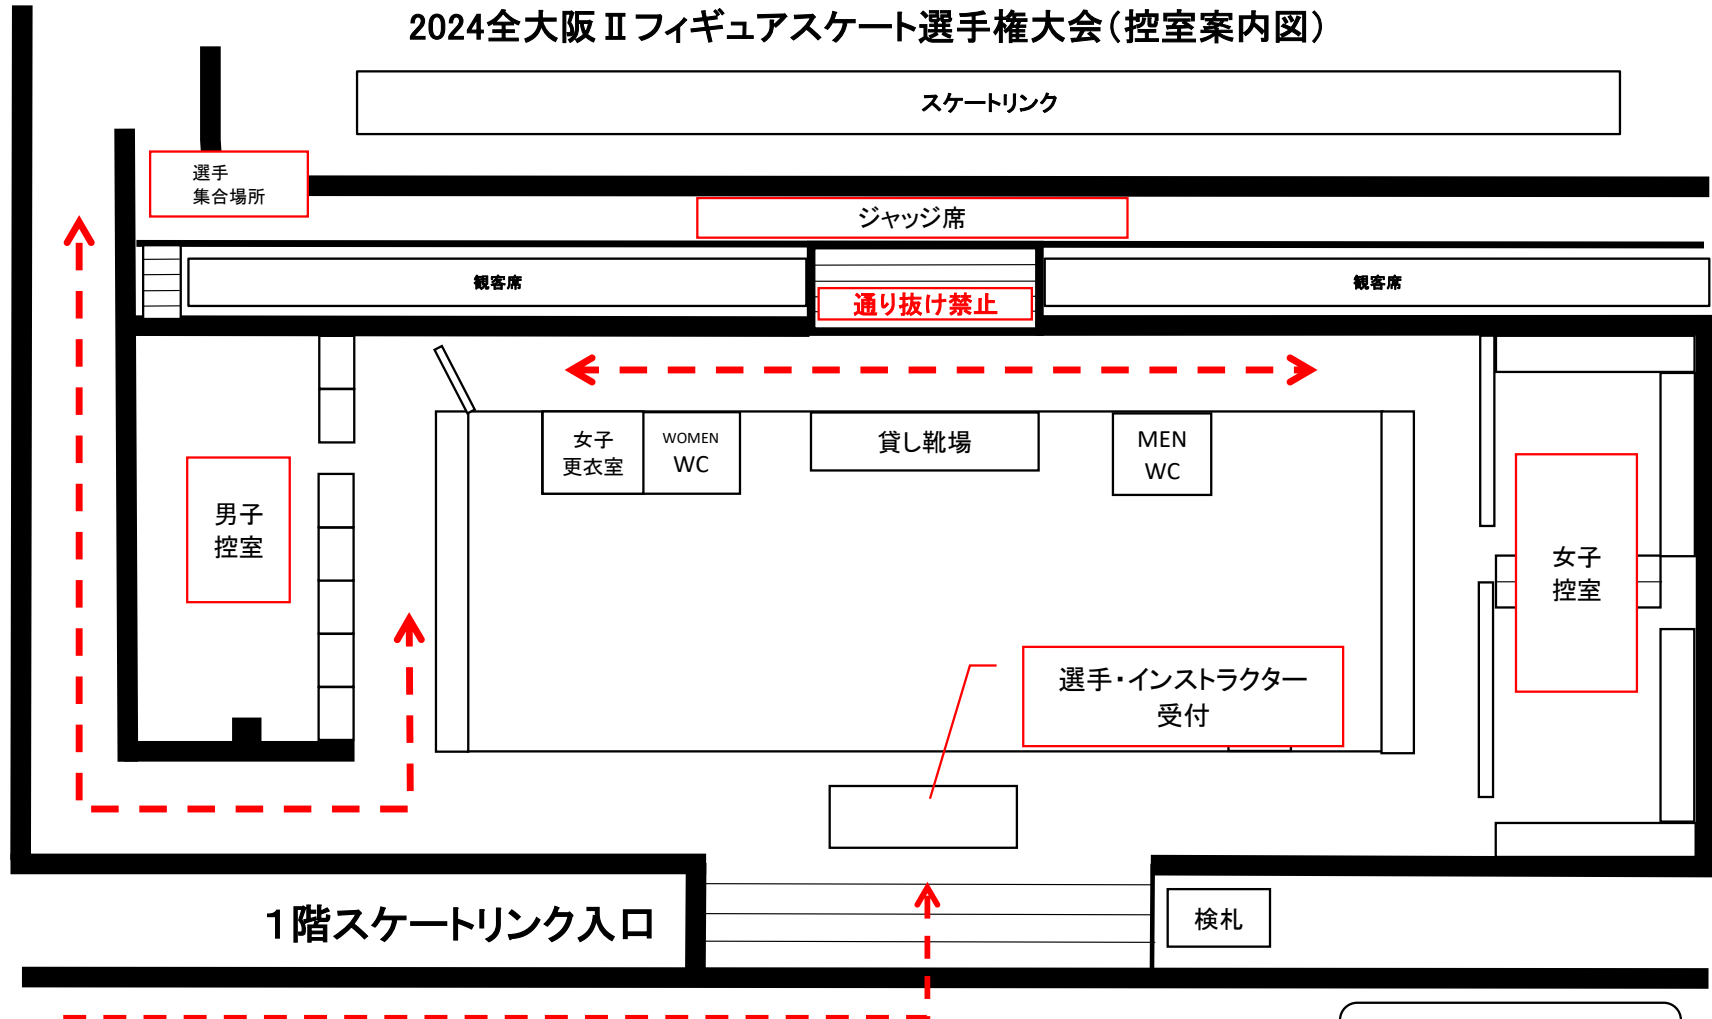 2024全大阪Ⅱフィギュアスケート選手権大会(控室案内図)
スケートリンク
選手
集合場所
ジャッジ席
観客席
観客席
通り抜け禁止
女子
更衣室
WOMEN
WC
貸し靴場
MEN
WC
男子
控室
女子
控室
選手・インストラクター
受付
1階スケートリンク入口
検札